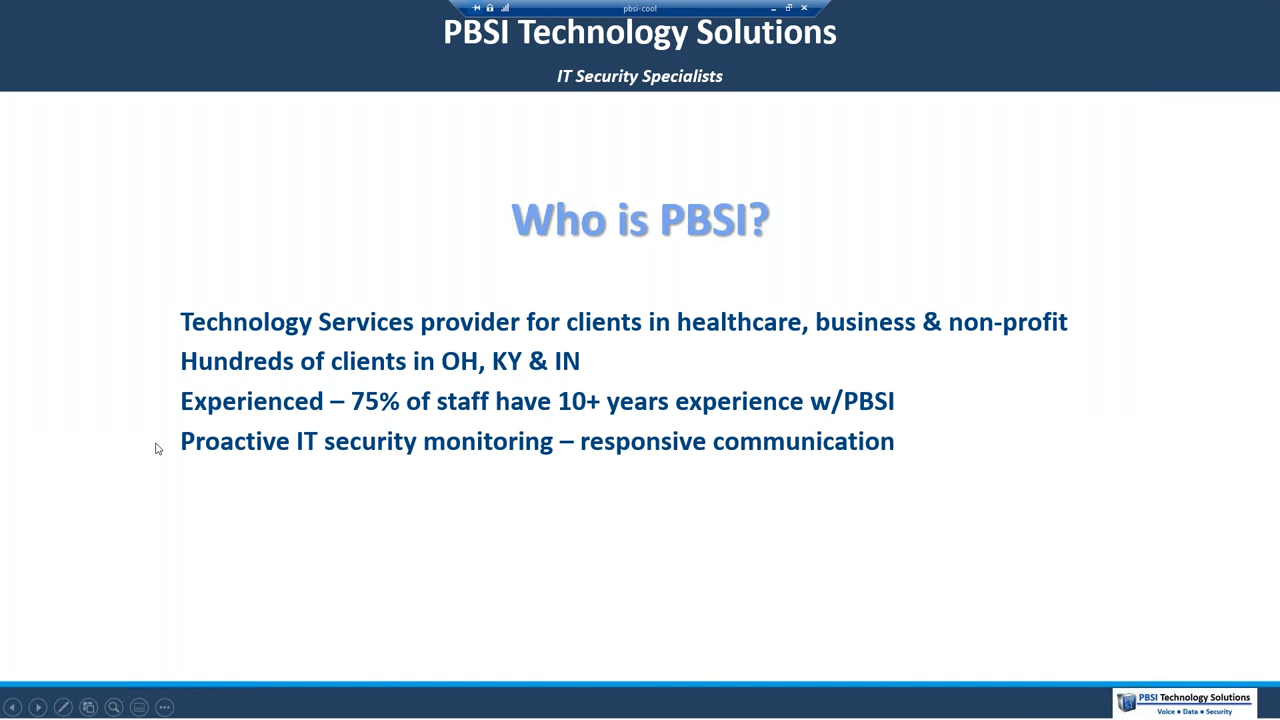 pbsi-cool
PBSI Technology Solutions
IT Security Specialists
Who is PBSI?
Technology Services provider for clients in healthcare, business & non-profit
Hundreds of clients in OH, KY & IN
Experienced – 75% of staff have 10+ years experience w/PBSI
Proactive IT security monitoring – responsive communication
PBSI Technology Solutions
Voice ● Data ● Security